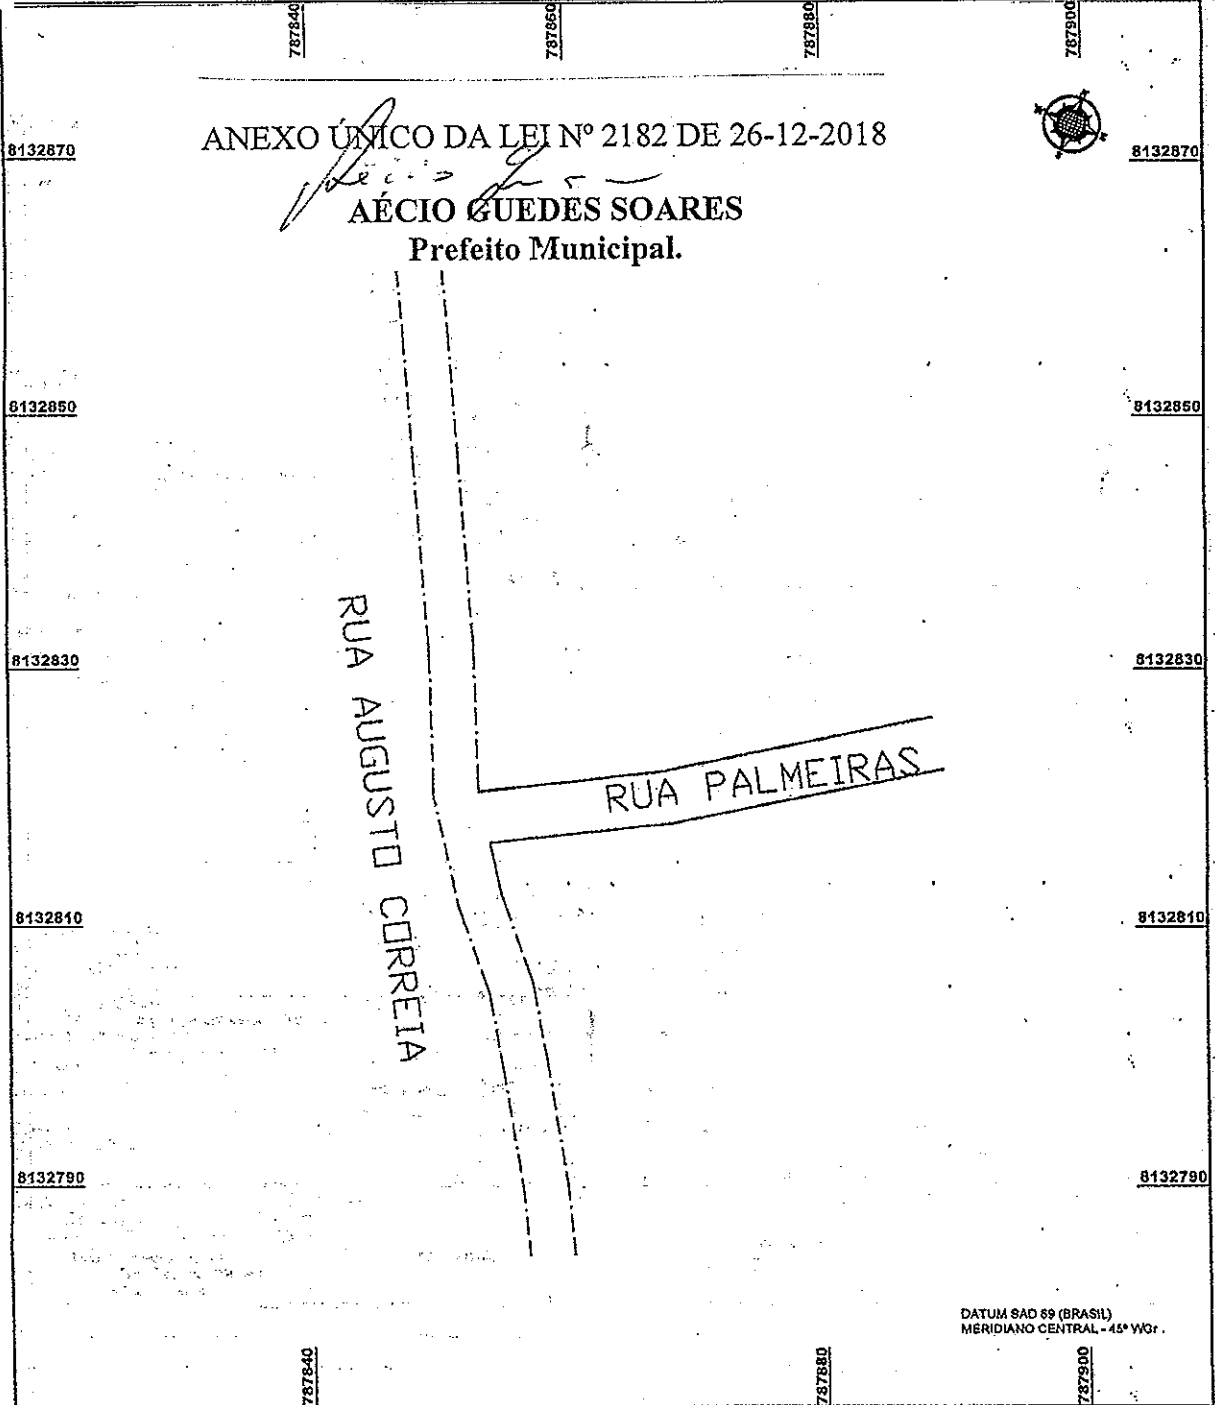 787840
787860
787880
787900
ANEXO ÚNICO DA LEI Nº 2182 DE 26-12-2018
8132870
8132870
AÉCIO GUEDES SOARES
Prefeito Municipal.
8132850
8132850
8132830
8132830
RUA AUGUSTO CORREIA
RUA PALMEIRAS
8132810
8132810
8132790
8132790
DATUM SAD 69 (BRASIL)
MERIDIANO CENTRAL - 45º WGr.
787840
787880
787900